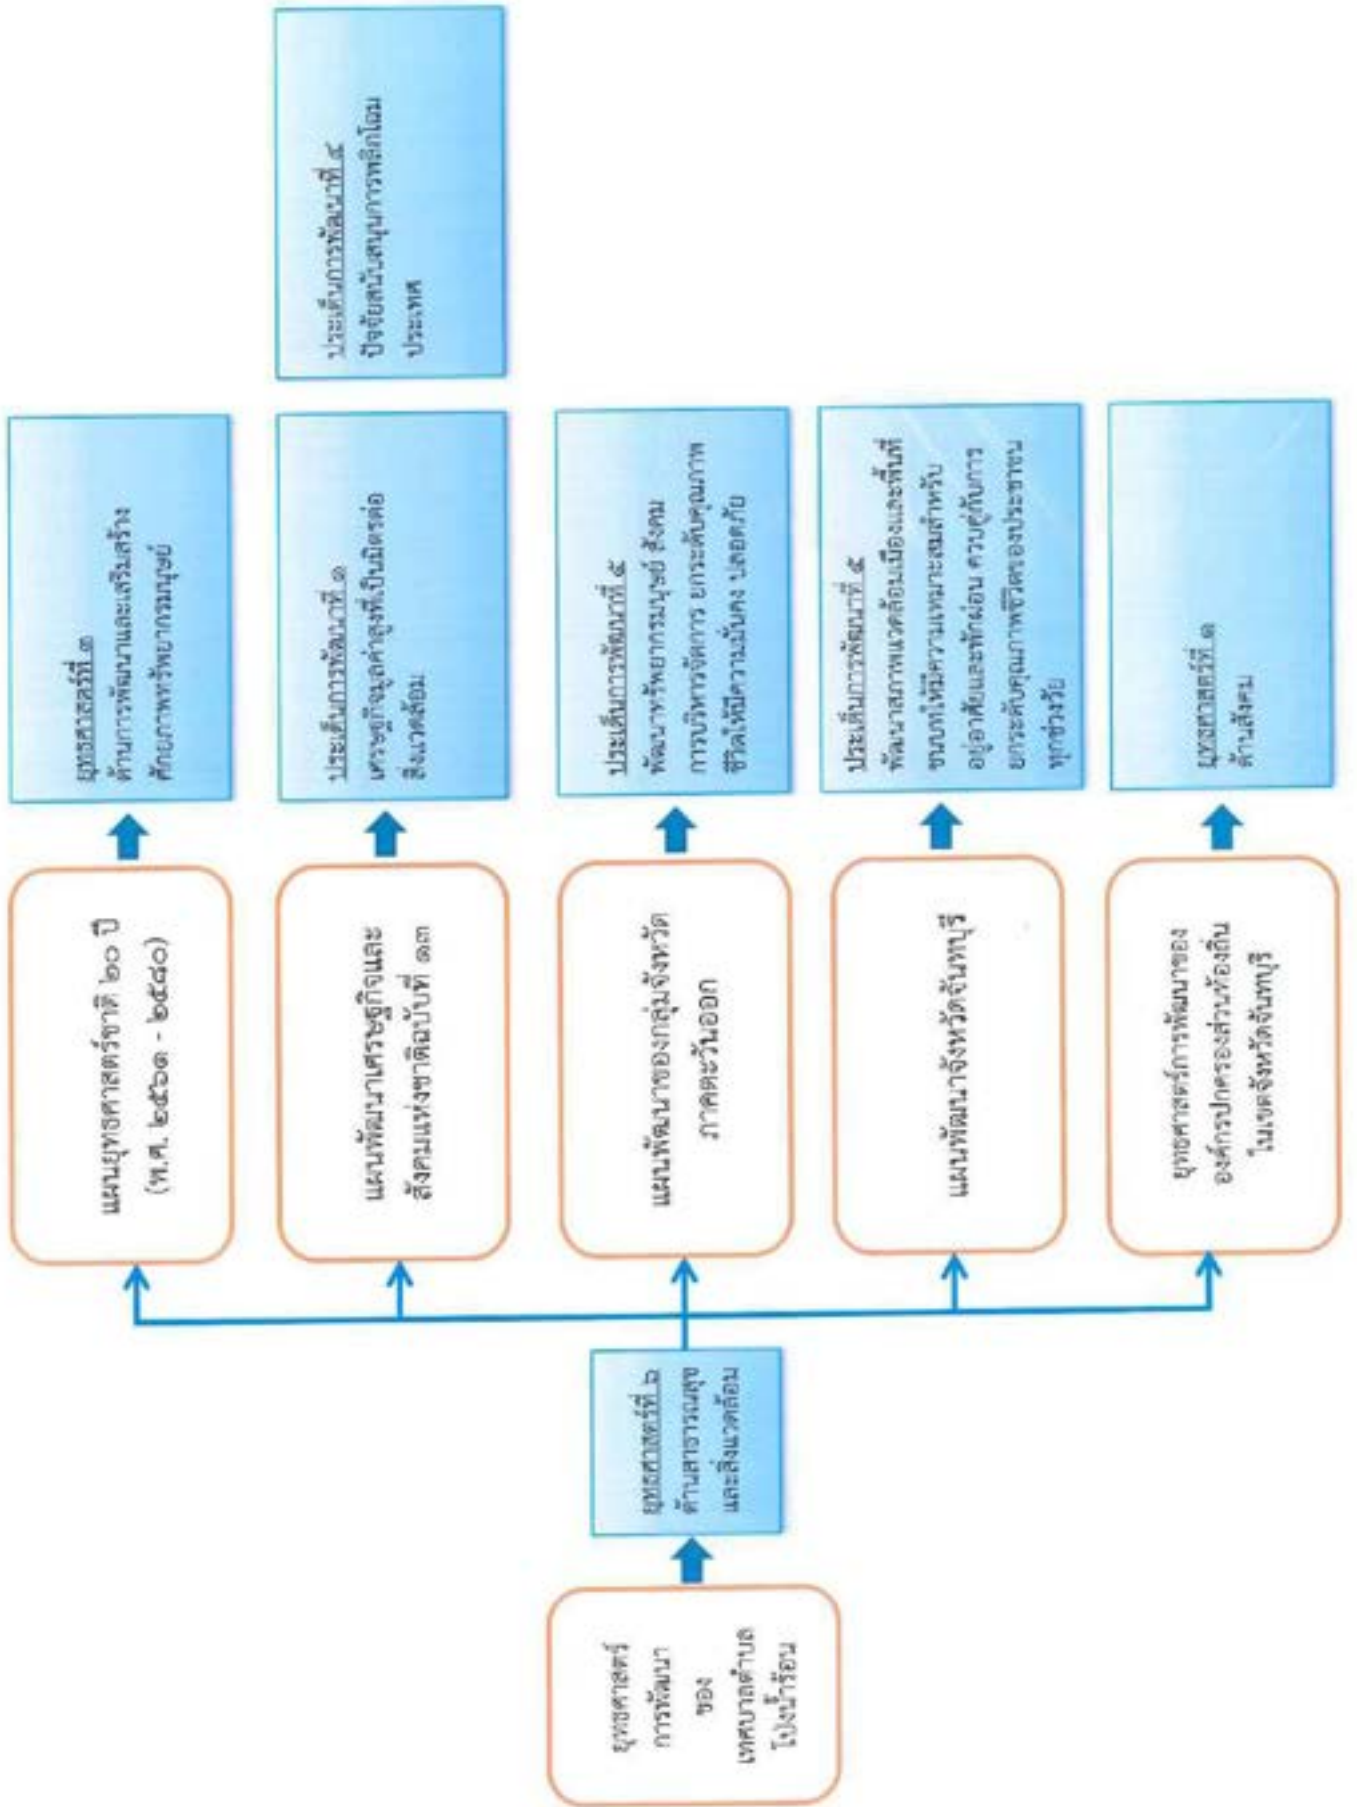 ยุทธศาสตร์
การพัฒนา
ของ
เทศบาลตำบล
โป่งน้ำร้อน
ยุทธศาสตร์ที่ ๖
ด้านสาธารณสุข
และสิ่งแวดล้อม
แผนยุทธศาสตร์ชาติ ๒๐ ปี
(พ.ศ. ๒๕๖๑ - ๒๕๘๐)
ยุทธศาสตร์ที่ ๓
ด้านการพัฒนาและเสริมสร้าง
ศักยภาพทรัพยากรมนุษย์
แผนพัฒนาเศรษฐกิจและ
สังคมแห่งชาติฉบับที่ ๑๓
ประเด็นการพัฒนาที่ ๑
เศรษฐกิจมูลค่าสูงที่เป็นมิตรต่อ
สิ่งแวดล้อม
ประเด็นการพัฒนาที่ ๔
ปัจจัยสนับสนุนการพลิกโฉม
ประเทศ
แผนพัฒนาของกลุ่มจังหวัด
ภาคตะวันออก
ประเด็นการพัฒนาที่ ๕
พัฒนาทรัพยากรมนุษย์ สังคม
การบริหารจัดการ ยกระดับคุณภาพ
ชีวิตให้มีความมั่นคง ปลอดภัย
แผนพัฒนาจังหวัดจันทบุรี
ประเด็นการพัฒนาที่ ๕
พัฒนาสภาพแวดล้อมเมืองและพื้นที่
ชนบทให้มีความเหมาะสมสำหรับ
อยู่อาศัยและพักผ่อน ควบคู่กับการ
ยกระดับคุณภาพชีวิตของประชาชน
ทุกช่วงวัย
ยุทธศาสตร์การพัฒนาของ
องค์กรปกครองส่วนท้องถิ่น
ในเขตจังหวัดจันทบุรี
ยุทธศาสตร์ที่ ๑
ด้านสังคม